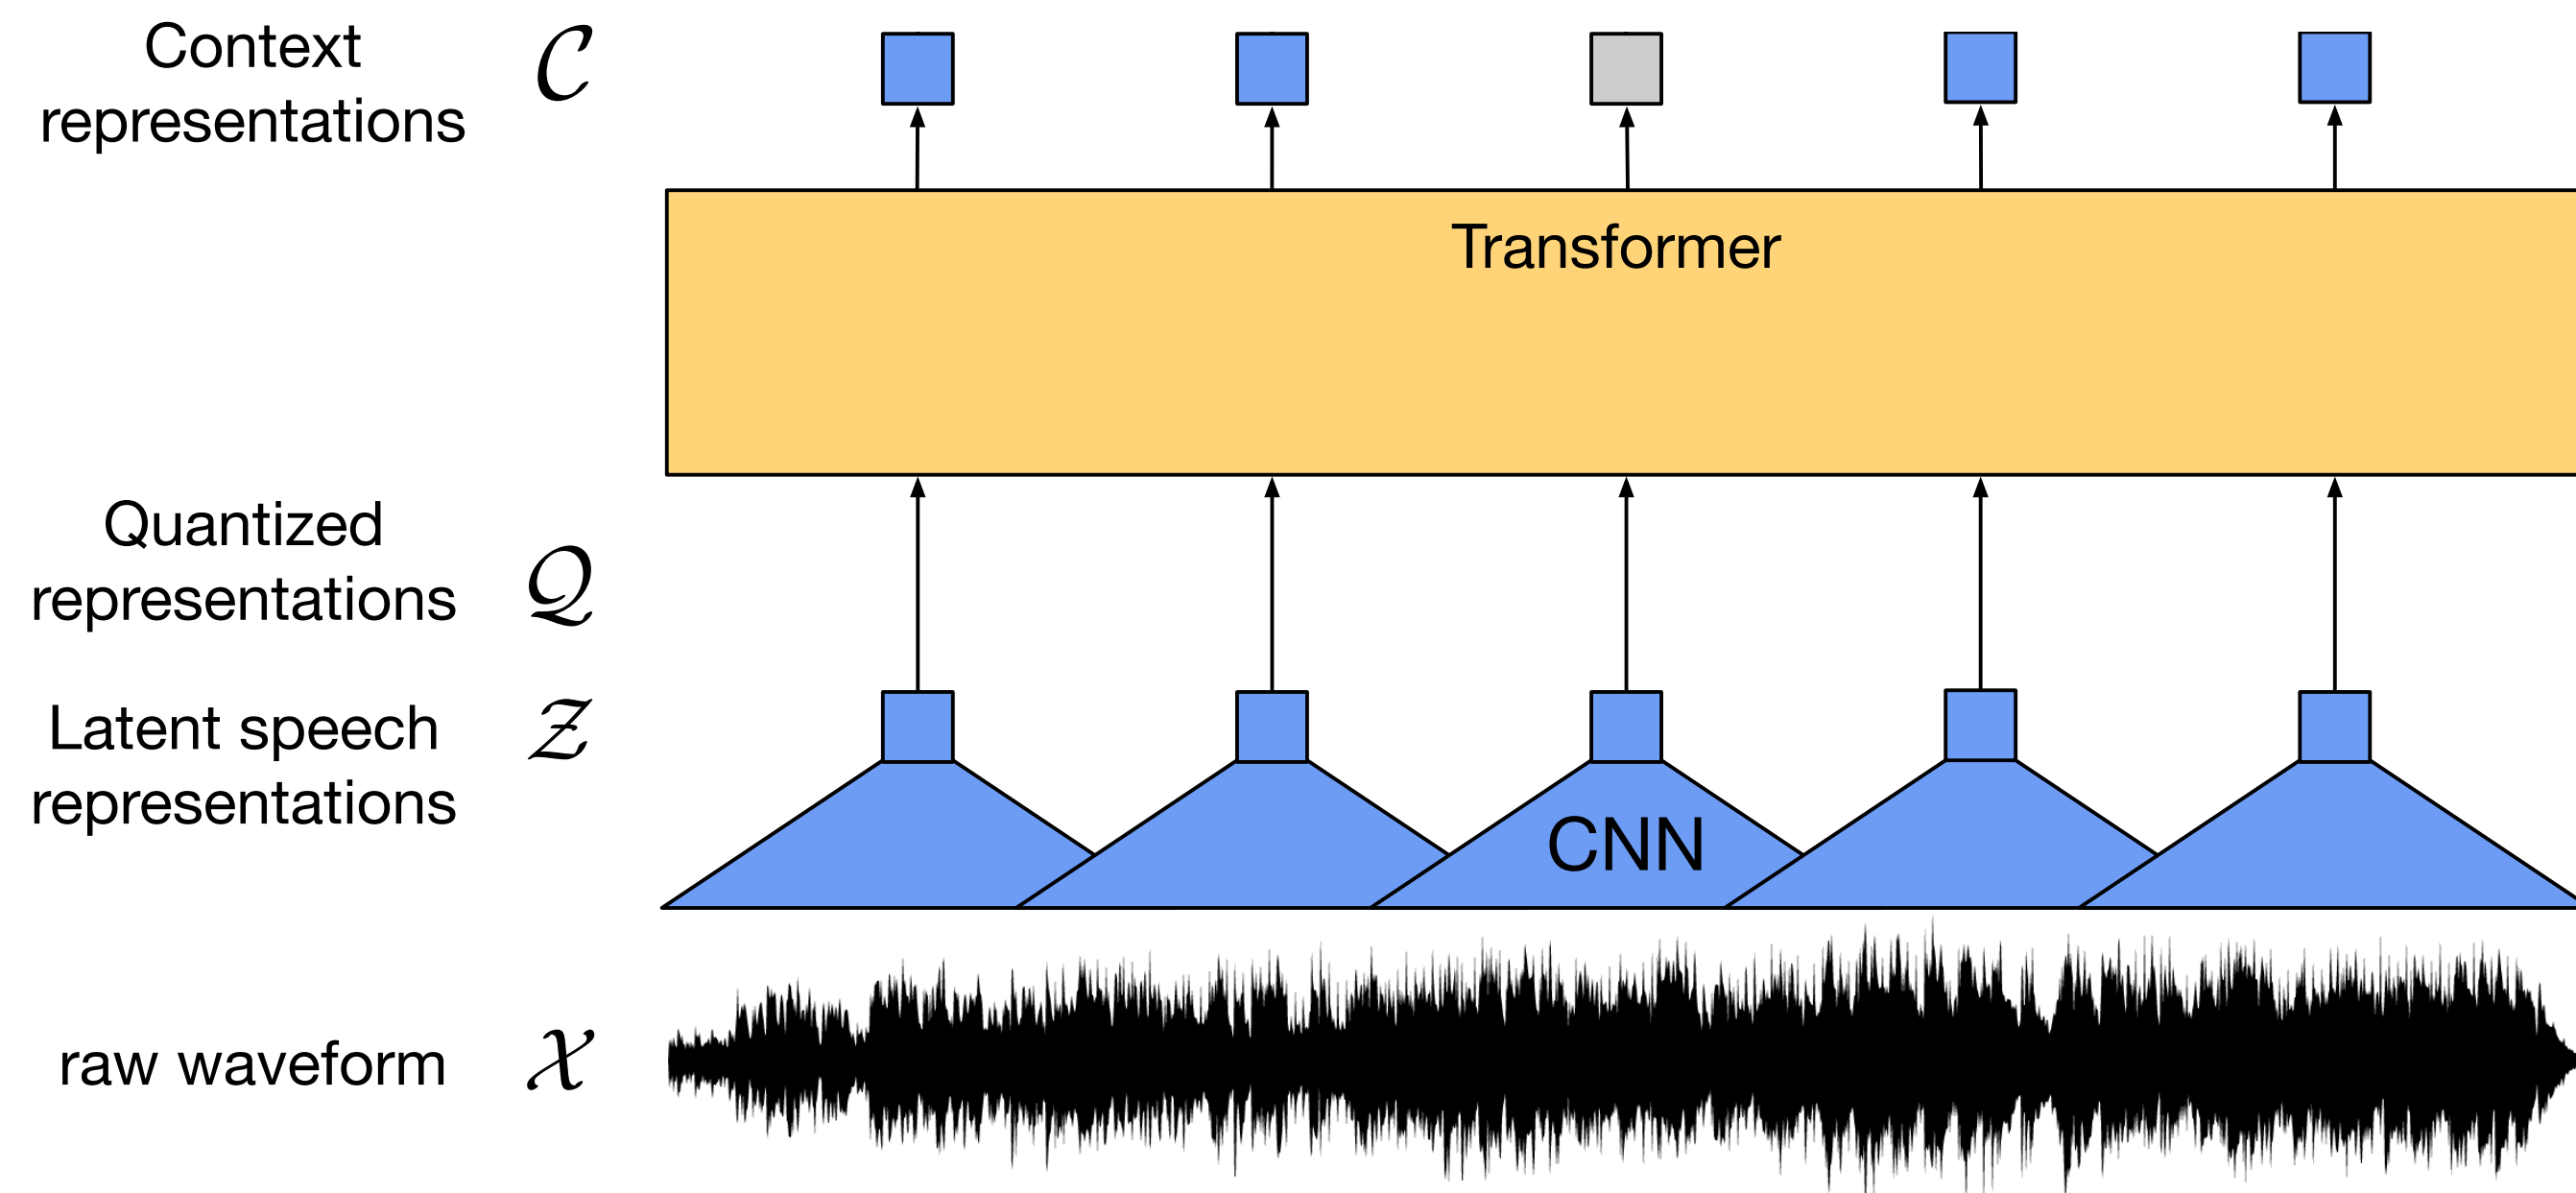 Context
representations
𝒞
Transformer
Quantized
representations
𝒬
Latent speech
representations
𝒵
CNN
raw waveform
𝒳